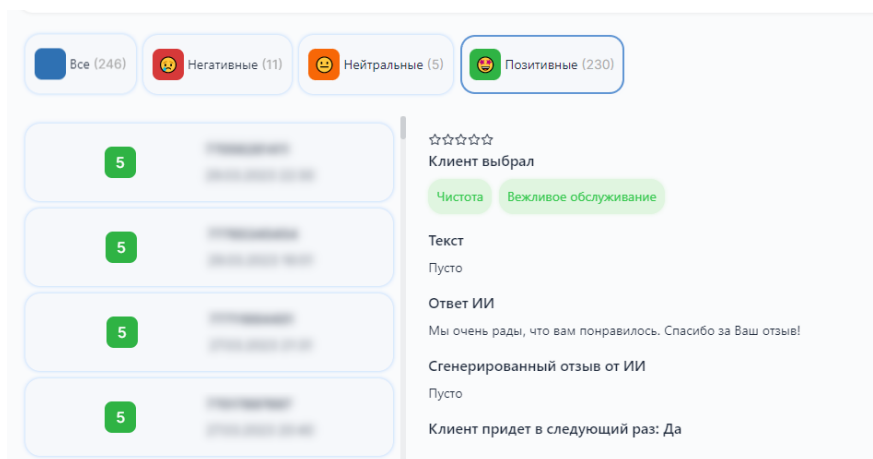 Все (246)
Негативные (11)
Нейтральные (5)
Позитивные (230)
5
5
5
5
Клиент выбрал
Чистота
Вежливое обслуживание
Текст
Пусто
Ответ ИИ
Мы очень рады, что вам понравилось. Спасибо за Ваш отзыв!
Сгенерированный отзыв от ИИ
Пусто
Клиент придет в следующий раз: Да